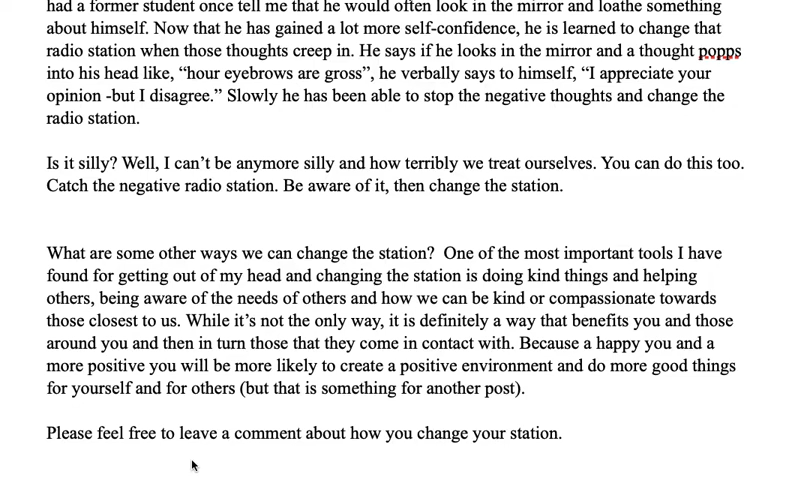 had a former student once tell me that he would often look in the mirror and loathe something
about himself. Now that he has gained a lot more self-confidence, he is learned to change that
radio station when those thoughts creep in. He says if he looks in the mirror and a thought popps
into his head like, “hour eyebrows are gross”, he verbally says to himself, “I appreciate your
opinion -but I disagree.” Slowly he has been able to stop the negative thoughts and change the
radio station.
Is it silly? Well, I can’t be anymore silly and how terribly we treat ourselves. You can do this too.
Catch the negative radio station. Be aware of it, then change the station.
What are some other ways we can change the station?  One of the most important tools I have
found for getting out of my head and changing the station is doing kind things and helping
others, being aware of the needs of others and how we can be kind or compassionate towards
those closest to us. While it’s not the only way, it is definitely a way that benefits you and those
around you and then in turn those that they come in contact with. Because a happy you and a
more positive you will be more likely to create a positive environment and do more good things
for yourself and for others (but that is something for another post).
Please feel free to leave a comment about how you change your station.